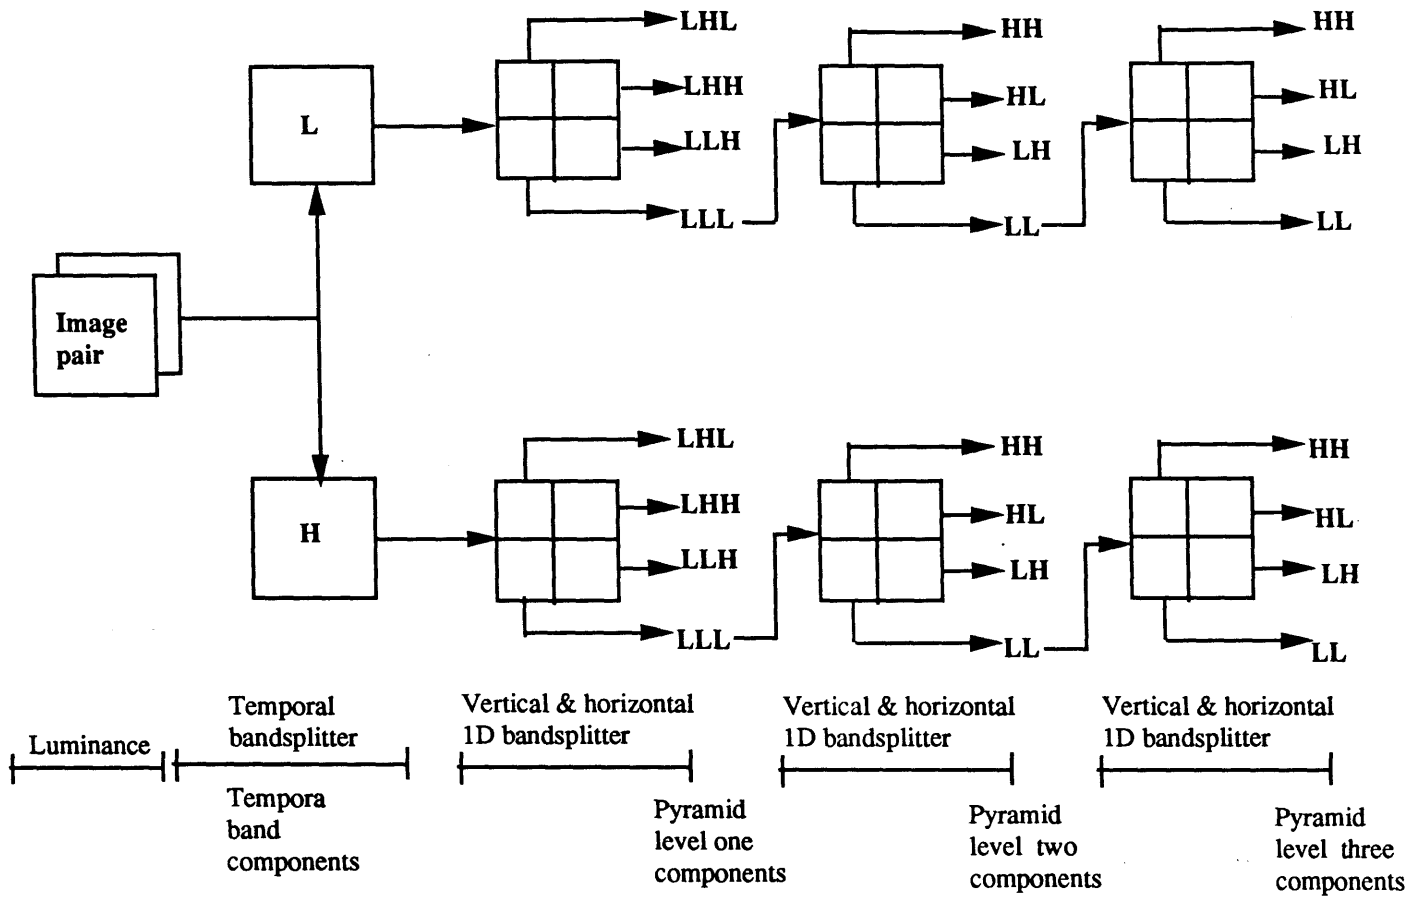 LHL
LHH
LLH
LLL
HH
HL
LH
LL
HH
HL
LH
LL
L
Image
pair
H
LHL
LHH
LLH
LLL
HH
HL
LH
LL
HH
HL
LH
LL
Luminance
Temporal
bandsplitter
Tempora
band
components
Vertical & horizontal
1D bandsplitter
Pyramid
level one
components
Vertical & horizontal
1D bandsplitter
Pyramid
level two
components
Vertical & horizontal
1D bandsplitter
Pyramid
level three
components